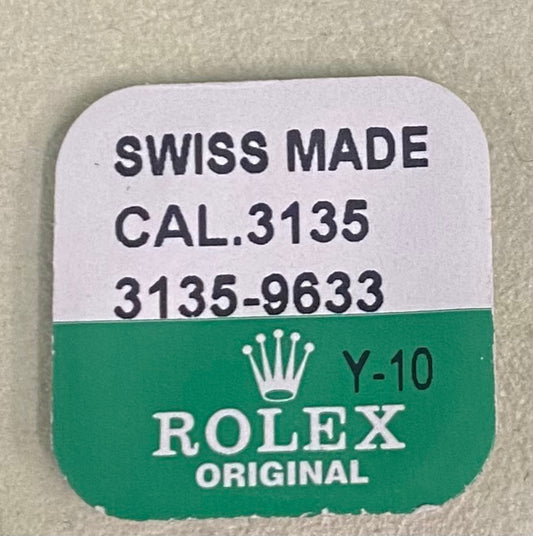 SWISS MADE
CAL.3135
3135-9633
Y-10
ROLEX
ORIGINAL